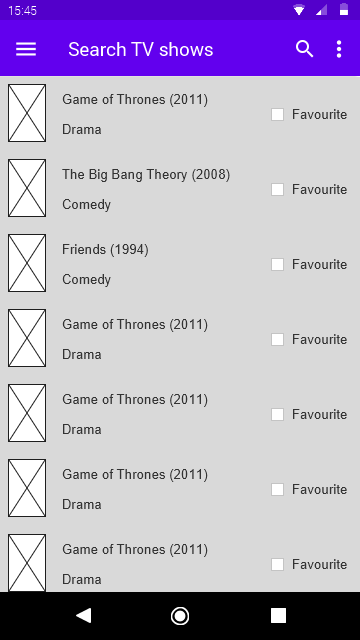 15:45
Search TV shows
Game of Thrones (2011)
Favourite
Drama
The Big Bang Theory (2008)
Favourite
Comedy
Friends (1994)
Favourite
Comedy
Game of Thrones (2011)
Favourite
Drama
Game of Thrones (2011)
Favourite
Drama
Game of Thrones (2011)
Favourite
Drama
Game of Thrones (2011)
Favourite
Drama